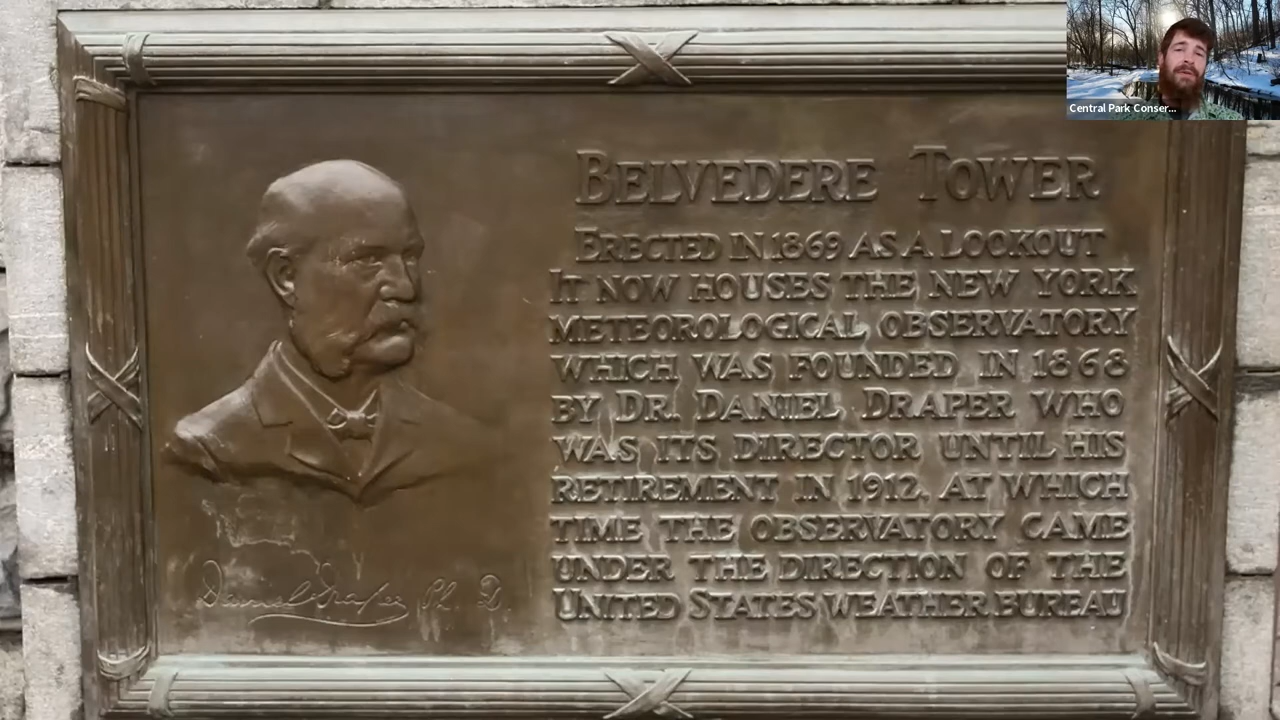 Central Park Conser...
BELVEDERE TOWER
ERECTED IN 1869 AS A LOOKOUT
IT NOW HOUSES THE NEW YORK
METEOROLOGICAL OBSERVATORY
WHICH WAS FOUNDED IN 1868
BY DR. DANIEL DRAPER WHO
WAS ITS DIRECTOR UNTIL HIS
RETIREMENT IN 1912. AT WHICH
TIME THE OBSERVATORY CAME
UNDER THE DIRECTION OF THE
UNITED STATES WEATHER BUREAU
Daniel Draper Ph. D.